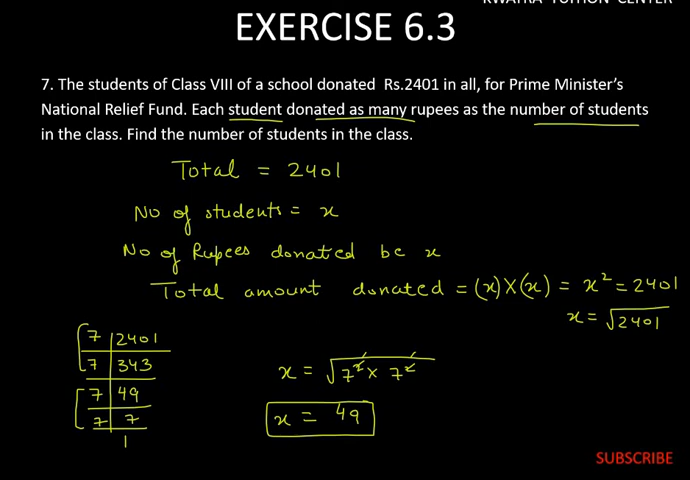 KWATRA TUITION CENTER
EXERCISE 6.3
7. The students of Class VIII of a school donated Rs.2401 in all, for Prime Minister's
National Relief Fund. Each student donated as many rupees as the number of students
in the class. Find the number of students in the class.
Total = 2401
No of students = x
No of Rupees donated be x
Total amount donated = (x) X (x) = x² = 2401
x = √2401
7 | 2401
7 | 343
7 | 49
7 | 7
1
x = √7² x 7²
x = 49
SUBSCRIBE